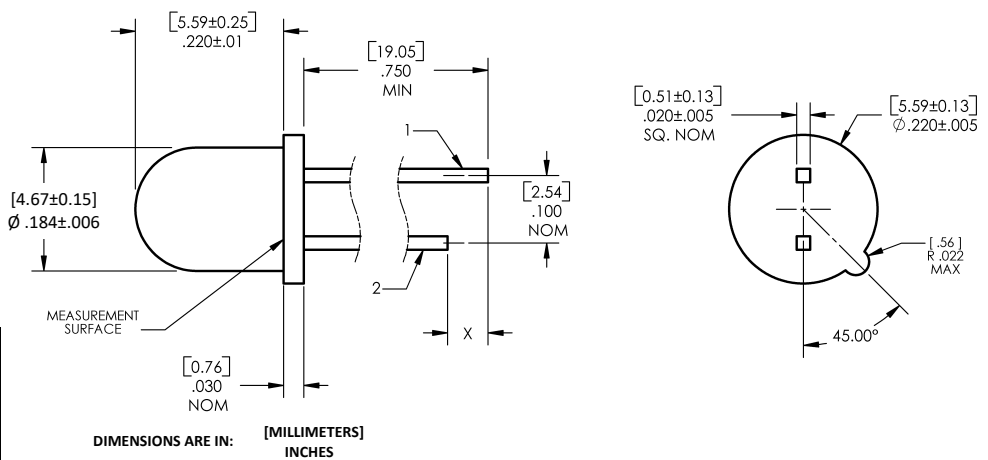 [5.59±0.25]
.220±.01
[19.05]
.750
MIN
1
[2.54]
.100
NOM
2
X
[4.67±0.15]
Ø .184±.006
MEASUREMENT
SURFACE
[0.76]
.030
NOM
[0.51±0.13]
.020±.005
SQ. NOM
[5.59±0.13]
Ø.220±.005
[ .56 ]
R .022
MAX
45.00°
DIMENSIONS ARE IN: [MILLIMETERS]
INCHES